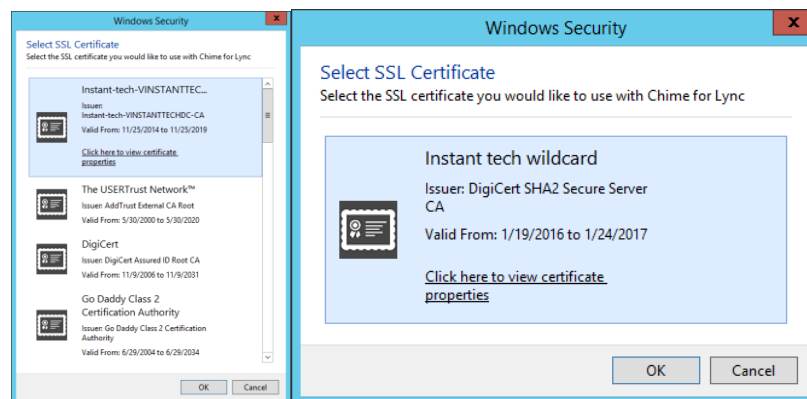 Windows Security
x
Select SSL Certificate
Select the SSL certificate you would like to use with Chime for Lync
Instant-tech-VINSTANTTEC...
Issuer:
Instant-tech-VINSTANTTECHDC-CA
Valid From: 11/25/2014 to 11/25/2019
Click here to view certificate
properties
The USERTrust Network™
Issuer: AddTrust External CA Root
Valid From: 5/30/2000 to 5/30/2020
DigiCert
Issuer: DigiCert Assured ID Root CA
Valid From: 11/9/2006 to 11/9/2031
Go Daddy Class 2
Certification Authority
Issuer: Go Daddy Class 2 Certification
Authority
Valid From: 6/29/2004 to 6/29/2034
OK Cancel
Windows Security
x
Select SSL Certificate
Select the SSL certificate you would like to use with Chime for Lync
Instant tech wildcard
Issuer: DigiCert SHA2 Secure Server
CA
Valid From: 1/19/2016 to 1/24/2017
Click here to view certificate
properties
OK Cancel